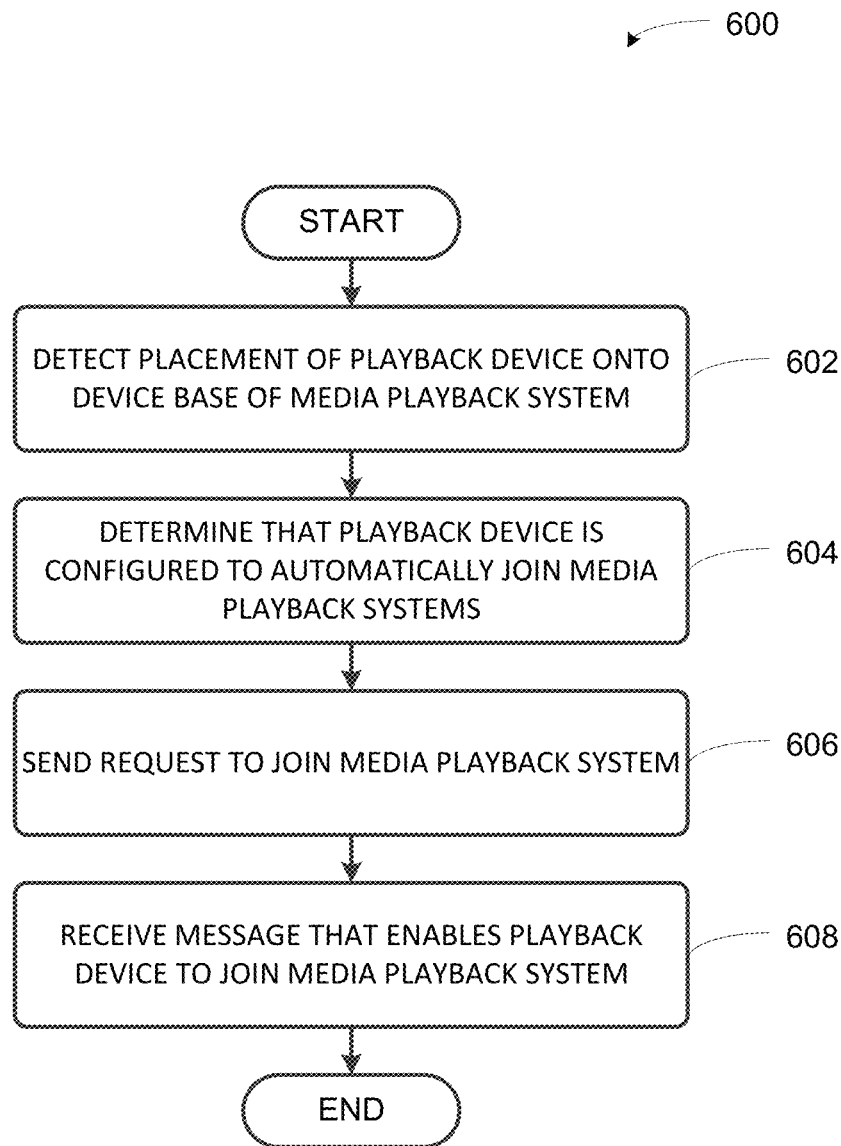 600
START
DETECT PLACEMENT OF PLAYBACK DEVICE ONTO
DEVICE BASE OF MEDIA PLAYBACK SYSTEM
602
DETERMINE THAT PLAYBACK DEVICE IS
CONFIGURED TO AUTOMATICALLY JOIN MEDIA
PLAYBACK SYSTEMS
604
SEND REQUEST TO JOIN MEDIA PLAYBACK SYSTEM
606
RECEIVE MESSAGE THAT ENABLES PLAYBACK
DEVICE TO JOIN MEDIA PLAYBACK SYSTEM
608
END